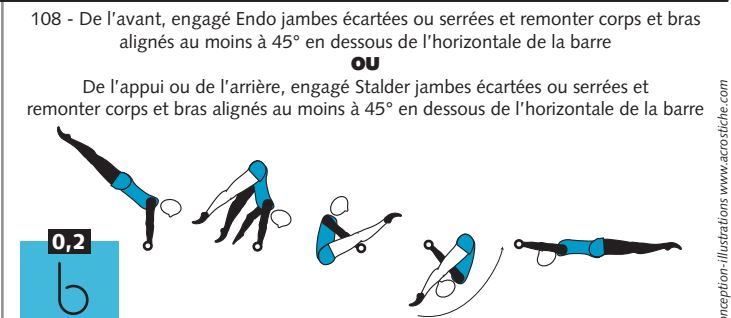 108 - De l’avant, engagé Endo jambes écartées ou serrées et remonter corps et bras
alignés au moins à 45° en dessous de l’horizontale de la barre
OU
De l’appui ou de l’arrière, engagé Stalder jambes écartées ou serrées et
remonter corps et bras alignés au moins à 45° en dessous de l’horizontale de la barre
0,2
nception-illustrations www.acrostiche.com